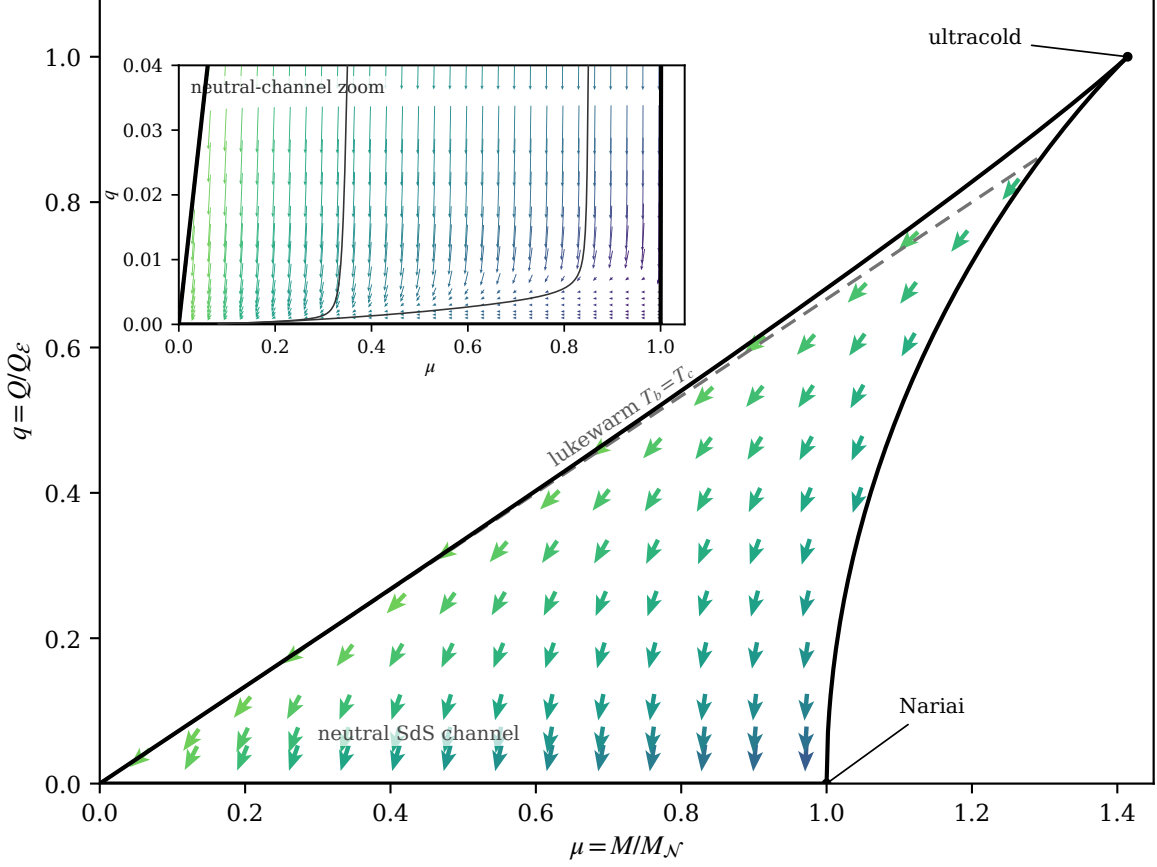 ultracold
1.0
0.8
0.6
0.4
0.2
0.0
q = Q/Q_ℰ
0.04
0.03
0.02
0.01
0.00
q
neutral-channel zoom
0.0 0.2 0.4 0.6 0.8 1.0
μ
lukewarm T_b = T_c
neutral SdS channel
Nariai
0.0 0.2 0.4 0.6 0.8 1.0 1.2 1.4
μ = M/M_𝒩